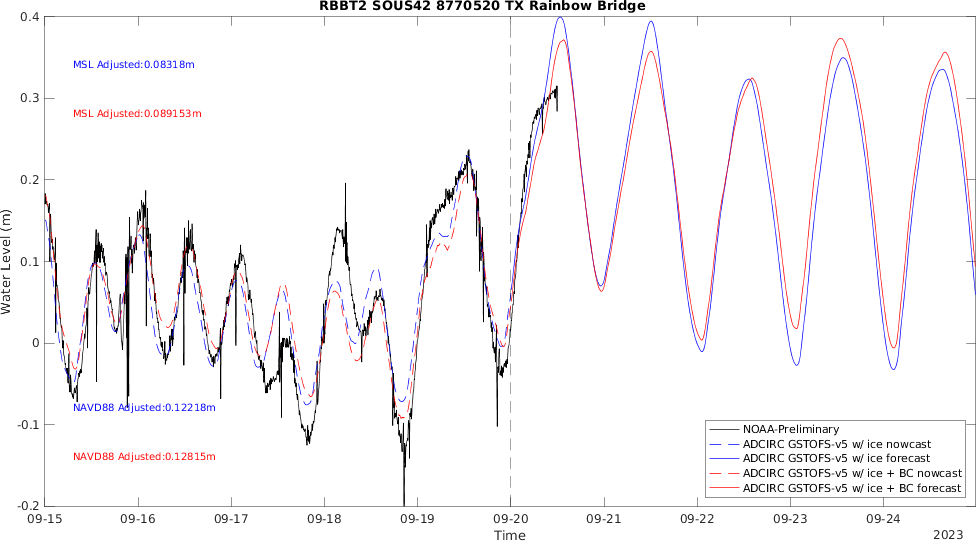 RBBT2 SOUS42 8770520 TX Rainbow Bridge
0.4
MSL Adjusted:0.08318m
0.3
MSL Adjusted:0.089153m
0.2
Water Level (m)
0.1
0
NAVD88 Adjusted:0.12218m
-0.1
NOAA-Preliminary
ADCIRC GSTOFS-v5 w/ ice nowcast
NAVD88 Adjusted:0.12815m
ADCIRC GSTOFS-v5 w/ ice forecast
ADCIRC GSTOFS-v5 w/ ice + BC nowcast
ADCIRC GSTOFS-v5 w/ ice + BC forecast
-0.2
09-15 09-16 09-17 09-18 09-19 09-20 09-21 09-22 09-23 09-24
Time
2023